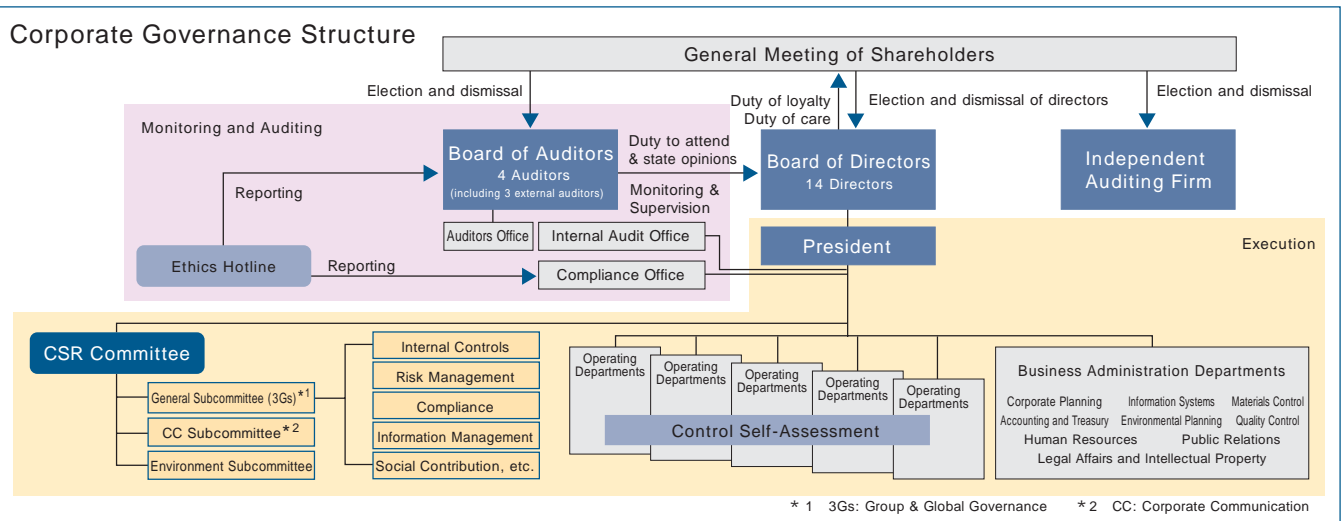 Corporate Governance Structure
General Meeting of Shareholders
Election and dismissal
Duty of loyalty
Duty of care
Election and dismissal of directors
Election and dismissal
Monitoring and Auditing
Board of Auditors
4 Auditors
(including 3 external auditors)
Duty to attend
& state opinions
Board of Directors
14 Directors
Independent
Auditing Firm
Reporting
Monitoring &
Supervision
Auditors Office
Internal Audit Office
President
Execution
Ethics Hotline
Reporting
Compliance Office
CSR Committee
General Subcommittee (3Gs)*1
CC Subcommittee*2
Environment Subcommittee
Internal Controls
Risk Management
Compliance
Information Management
Social Contribution, etc.
Operating
Departments
Operating
Departments
Operating
Departments
Operating
Departments
Operating
Departments
Control Self-Assessment
Business Administration Departments
Corporate Planning Information Systems Materials Control
Accounting and Treasury Environmental Planning Quality Control
Human Resources Public Relations
Legal Affairs and Intellectual Property
*1 3Gs: Group & Global Governance *2 CC: Corporate Communication